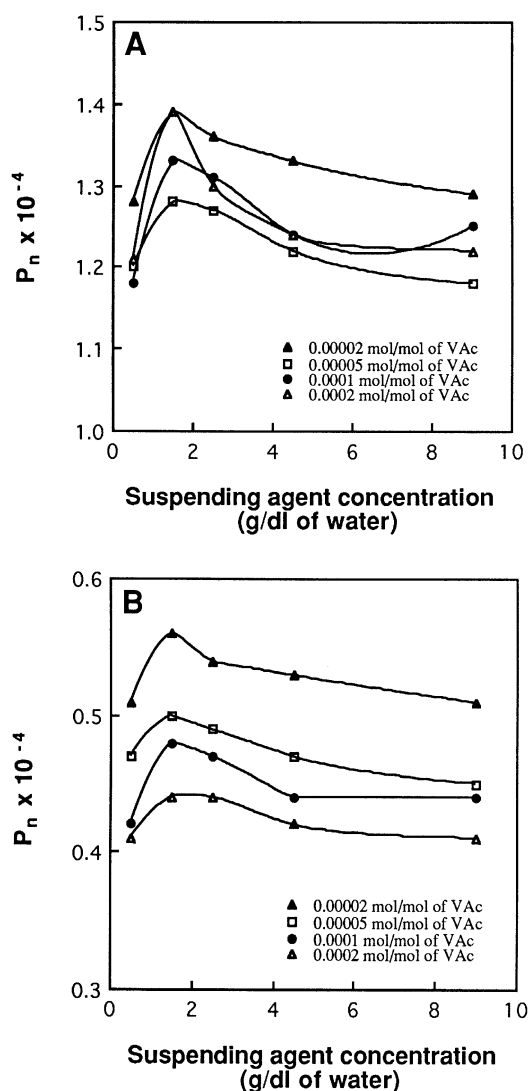 A
1.5
1.4
1.3
1.2
1.1
1.0
Pn x 10-4
0.00002 mol/mol of VAc
0.00005 mol/mol of VAc
0.0001 mol/mol of VAc
0.0002 mol/mol of VAc
0 2 4 6 8 10
Suspending agent concentration
(g/dl of water)
B
0.6
0.5
0.4
0.3
Pn x 10-4
0.00002 mol/mol of VAc
0.00005 mol/mol of VAc
0.0001 mol/mol of VAc
0.0002 mol/mol of VAc
0 2 4 6 8 10
Suspending agent concentration
(g/dl of water)